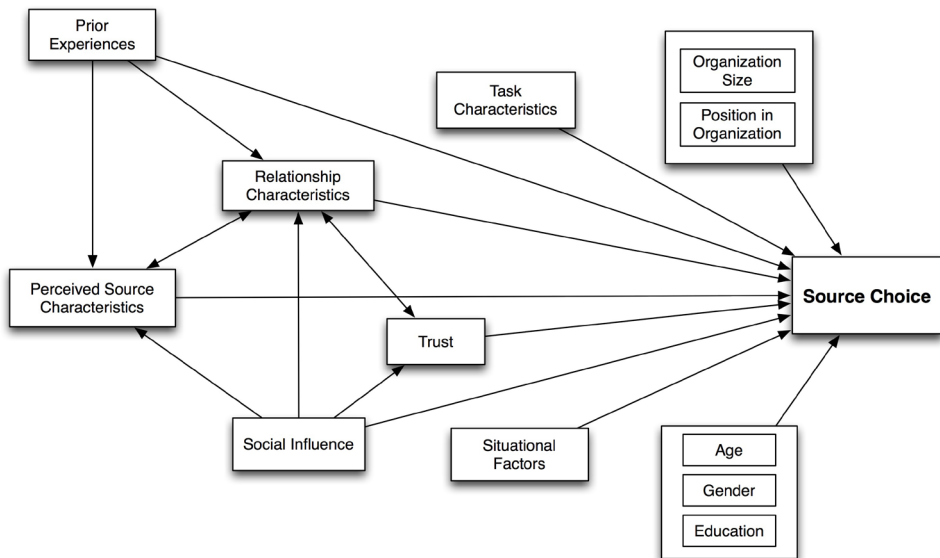 Prior
Experiences
Organization
Size
Task
Characteristics
Position in
Organization
Relationship
Characteristics
Perceived Source
Characteristics
Source Choice
Trust
Social Influence
Situational
Factors
Age
Gender
Education